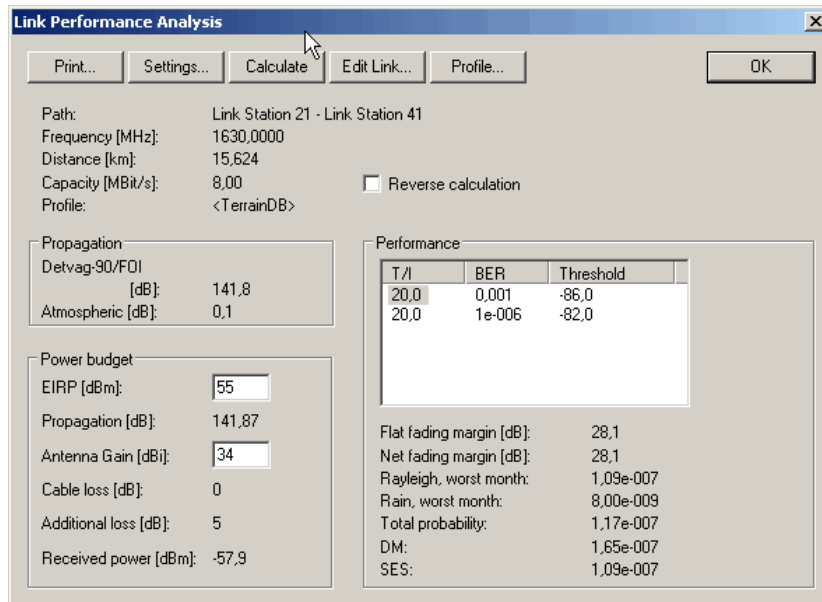 Link Performance Analysis
Print... Settings... Calculate Edit Link... Profile... OK
Path: Link Station 21 - Link Station 41
Frequency [MHz]: 1630,0000
Distance [km]: 15,624
Capacity [MBit/s]: 8,00
Reverse calculation
Profile: <TerrainDB>
Propagation
Detvag-90/FOI
[dB]: 141,8
Atmospheric [dB]: 0,1
Power budget
EIRP [dBm]: 55
Propagation [dB]: 141,87
Antenna Gain [dBi]: 34
Cable loss [dB]: 0
Additional loss [dB]: 5
Received power [dBm]: -57,9
Performance
T/I BER Threshold
20,0 0,001 -86,0
20,0 1e-006 -82,0
Flat fading margin [dB]: 28,1
Net fading margin [dB]: 28,1
Rayleigh, worst month: 1,09e-007
Rain, worst month: 8,00e-009
Total probability: 1,17e-007
DM: 1,65e-007
SES: 1,09e-007